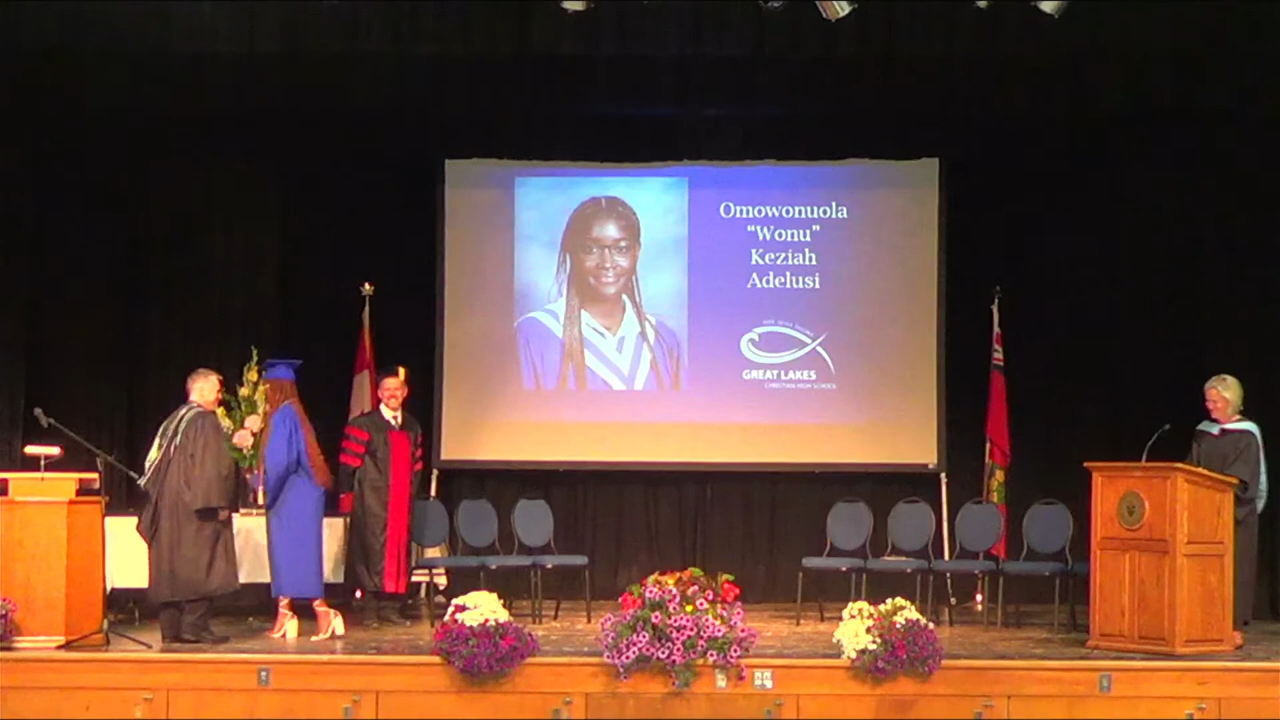 Omowonuola
“Wonu”
Keziah
Adelusi
GREAT LAKES
CHRISTIAN HIGH SCHOOL